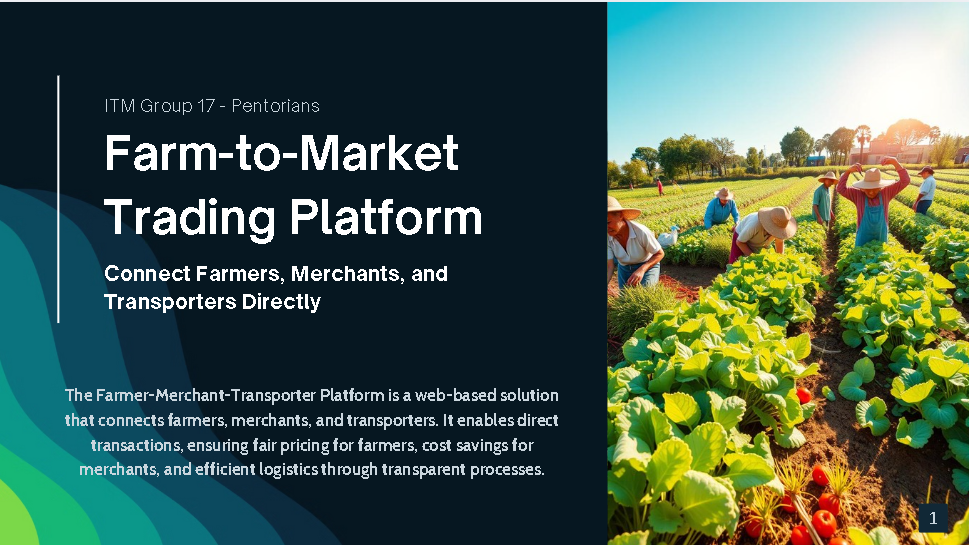 ITM Group 17 - Pentorians
Farm-to-Market
Trading Platform
Connect Farmers, Merchants, and
Transporters Directly
The Farmer-Merchant-Transporter Platform is a web-based solution
that connects farmers, merchants, and transporters. It enables direct
transactions, ensuring fair pricing for farmers, cost savings for
merchants, and efficient logistics through transparent processes.
1